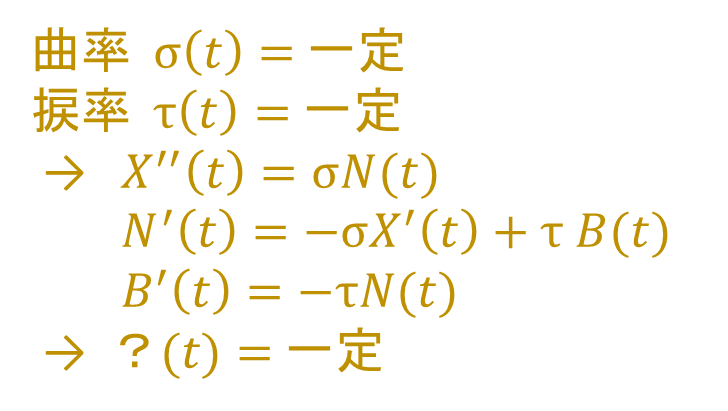 曲率 σ(t) = 一定
捩率 τ(t) = 一定
→ X′′(t) = σN(t)
N′(t) = −σX′(t) + τ B(t)
B′(t) = −τN(t)
→ ？(t) = 一定